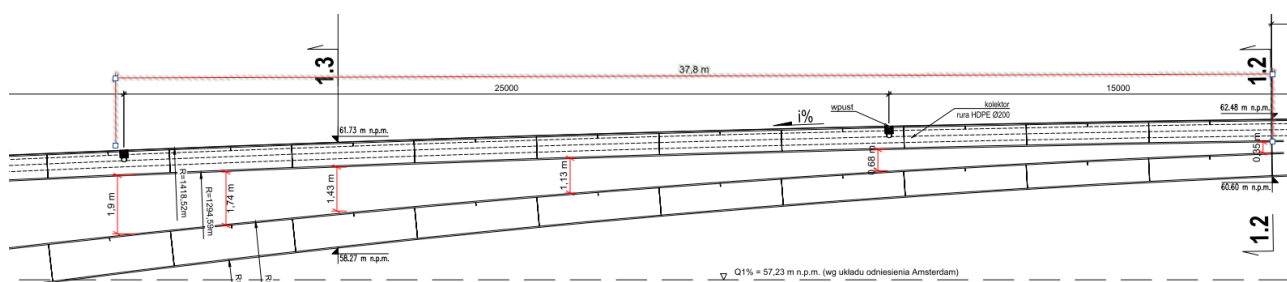 1.3
1.2
37,8 m
25000
15000
wpust
i%
kolektor
rura HDPE Ø200
61.73 m n.p.m.
62.48 m n.p.m.
0,35m
0,68 m
1,13 m
1,43 m
1,74 m
1,9 m
R=1418,52m
R=1294,59m
60.60 m n.p.m.
1.2
58.27 m n.p.m.
Q1% = 57,23 m n.p.m. (wg układu odniesienia Amsterdam)